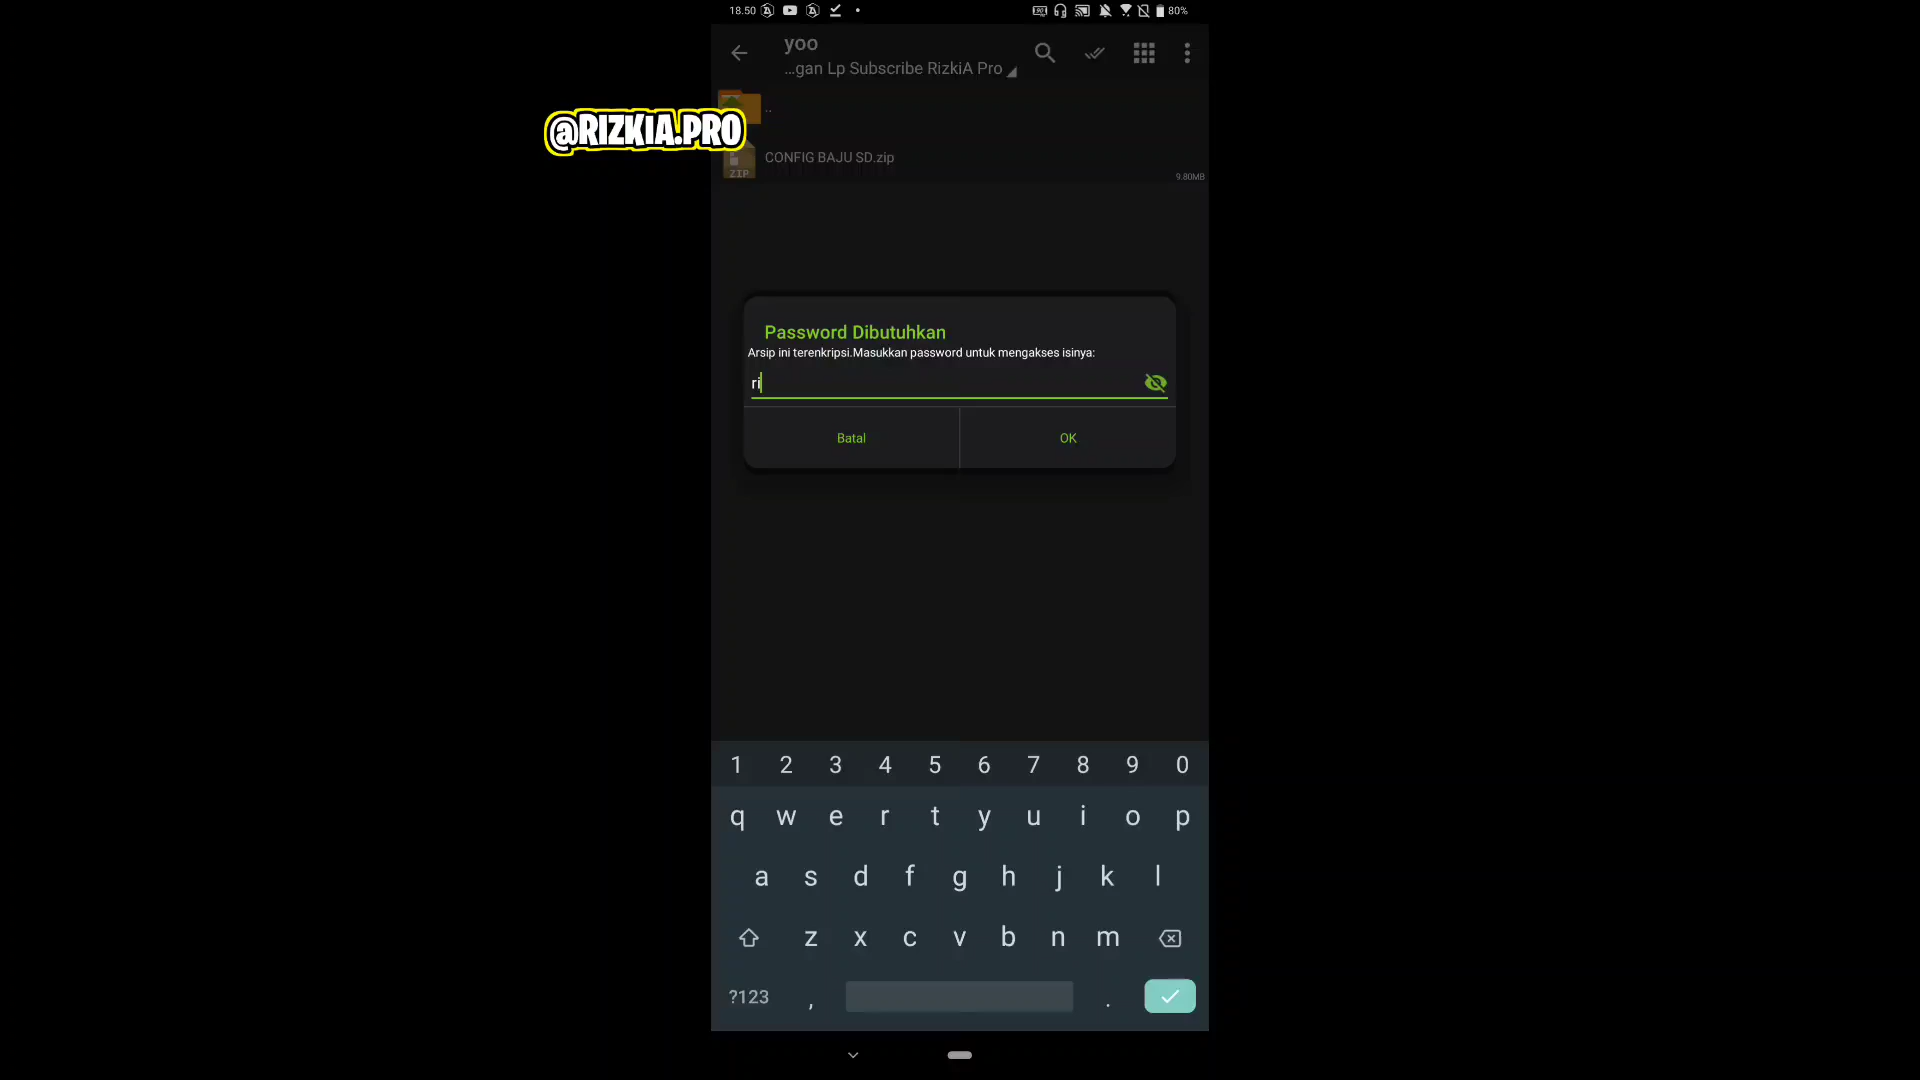 18.50
80%
yoo
...gan Lp Subscribe RizkiA Pro
..
@RIZKIA.PRO
CONFIG BAJU SD.zip
ZIP
9.80MB
Password Dibutuhkan
Arsip ini terenkripsi.Masukkan password untuk mengakses isinya:
ri
Batal
OK
1 2 3 4 5 6 7 8 9 0
q w e r t y u i o p
a s d f g h j k l
z x c v b n m
?123 , .